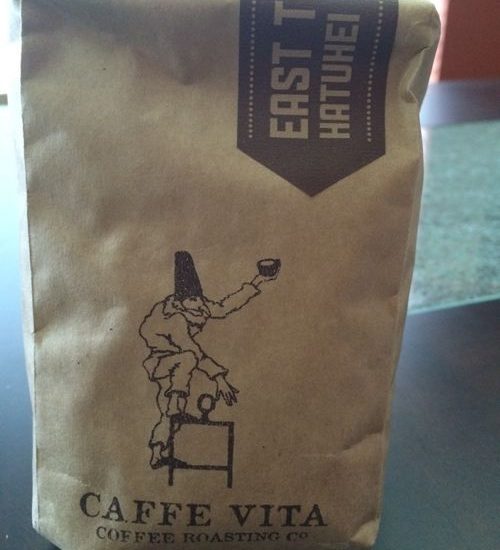 EAST T
HATUHEI
CAFFE VITA
COFFEE ROASTING Co